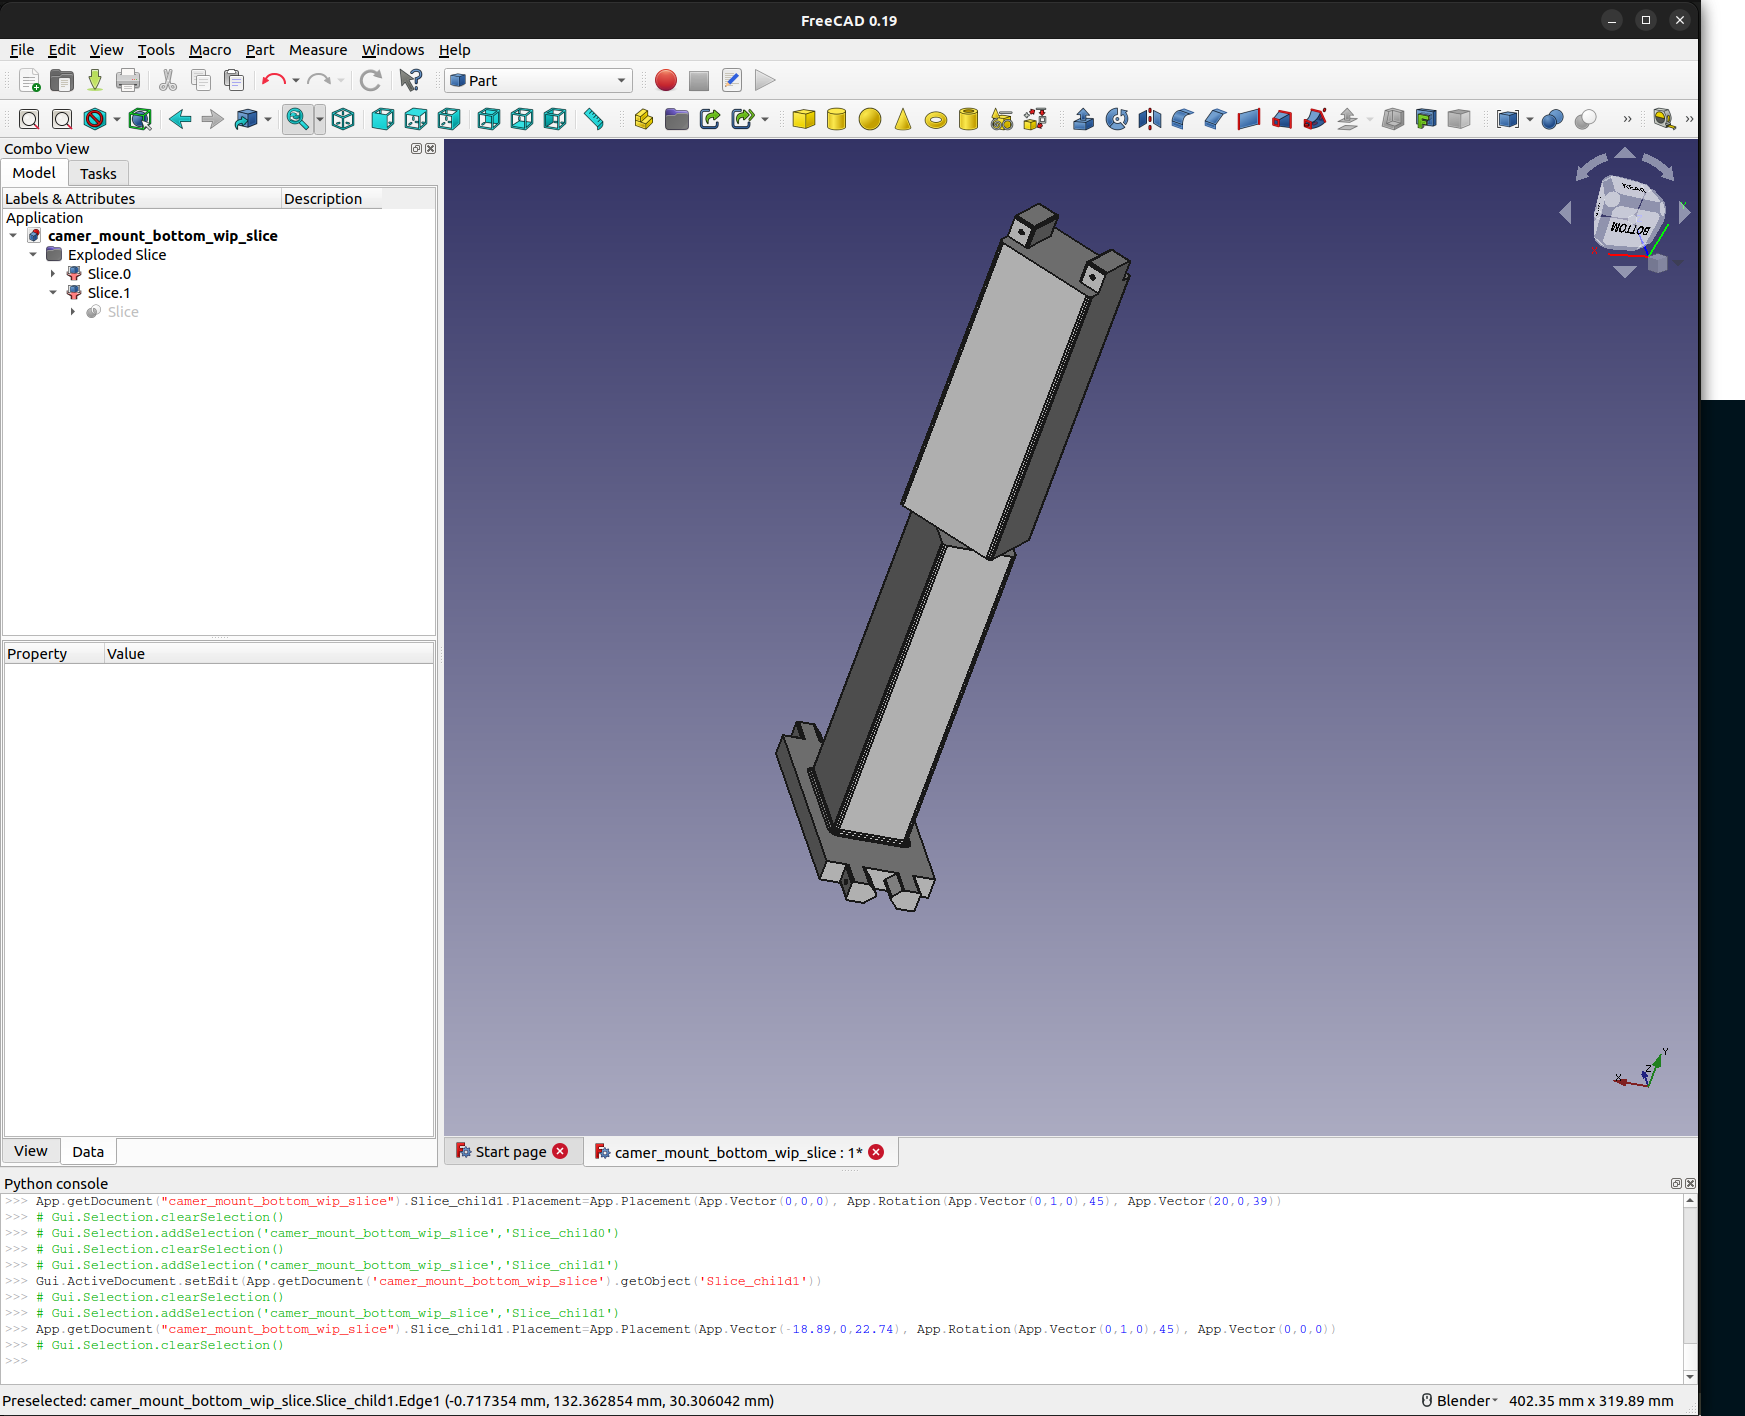 FreeCAD 0.19
File Edit View Tools Macro Part Measure Windows Help
Part
Combo View
Model Tasks
Labels & Attributes Description
Application
camer_mount_bottom_wip_slice
Exploded Slice
Slice.0
Slice.1
Slice
BOTTOM
Property Value
X Y Z
View Data
Start page camer_mount_bottom_wip_slice : 1*
Python console
>>> App.getDocument("camer_mount_bottom_wip_slice").Slice_child1.Placement=App.Placement(App.Vector(0,0,0), App.Rotation(App.Vector(0,1,0),45), App.Vector(20,0,39))
>>> # Gui.Selection.clearSelection()
>>> # Gui.Selection.addSelection('camer_mount_bottom_wip_slice','Slice_child0')
>>> # Gui.Selection.clearSelection()
>>> # Gui.Selection.addSelection('camer_mount_bottom_wip_slice','Slice_child1')
>>> Gui.ActiveDocument.setEdit(App.getDocument('camer_mount_bottom_wip_slice').getObject('Slice_child1'))
>>> # Gui.Selection.clearSelection()
>>> # Gui.Selection.addSelection('camer_mount_bottom_wip_slice','Slice_child1')
>>> App.getDocument("camer_mount_bottom_wip_slice").Slice_child1.Placement=App.Placement(App.Vector(-18.89,0,22.74), App.Rotation(App.Vector(0,1,0),45), App.Vector(0,0,0))
>>> # Gui.Selection.clearSelection()
>>>
Preselected: camer_mount_bottom_wip_slice.Slice_child1.Edge1 (-0.717354 mm, 132.362854 mm, 30.306042 mm) Blender 402.35 mm x 319.89 mm